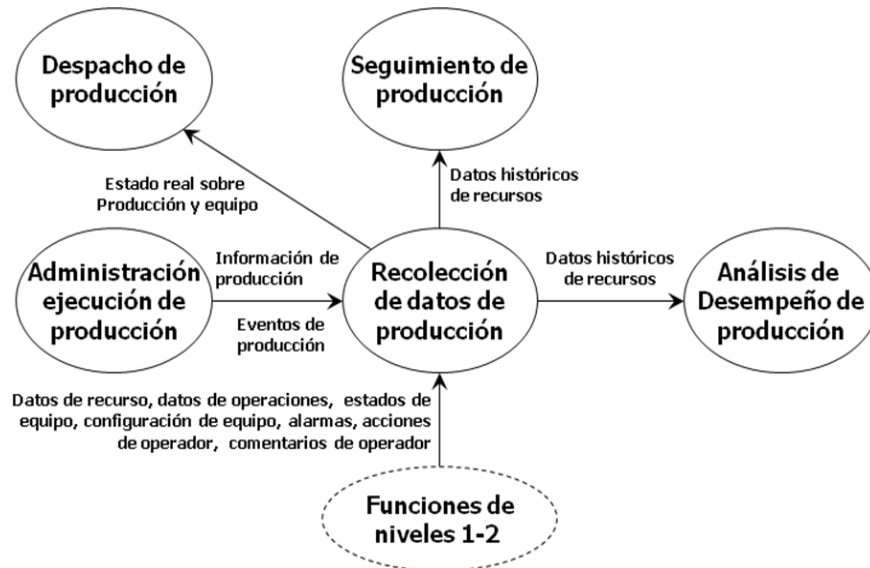 Despacho de
producción
Seguimiento de
producción
Estado real sobre
Producción y equipo
Datos históricos
de recursos
Administración
ejecución de
producción
Información de
producción
Eventos de
producción
Recolección
de datos de
producción
Datos históricos
de recursos
Análisis de
Desempeño de
producción
Datos de recurso, datos de operaciones, estados de
equipo, configuración de equipo, alarmas, acciones
de operador, comentarios de operador
Funciones de
niveles 1-2